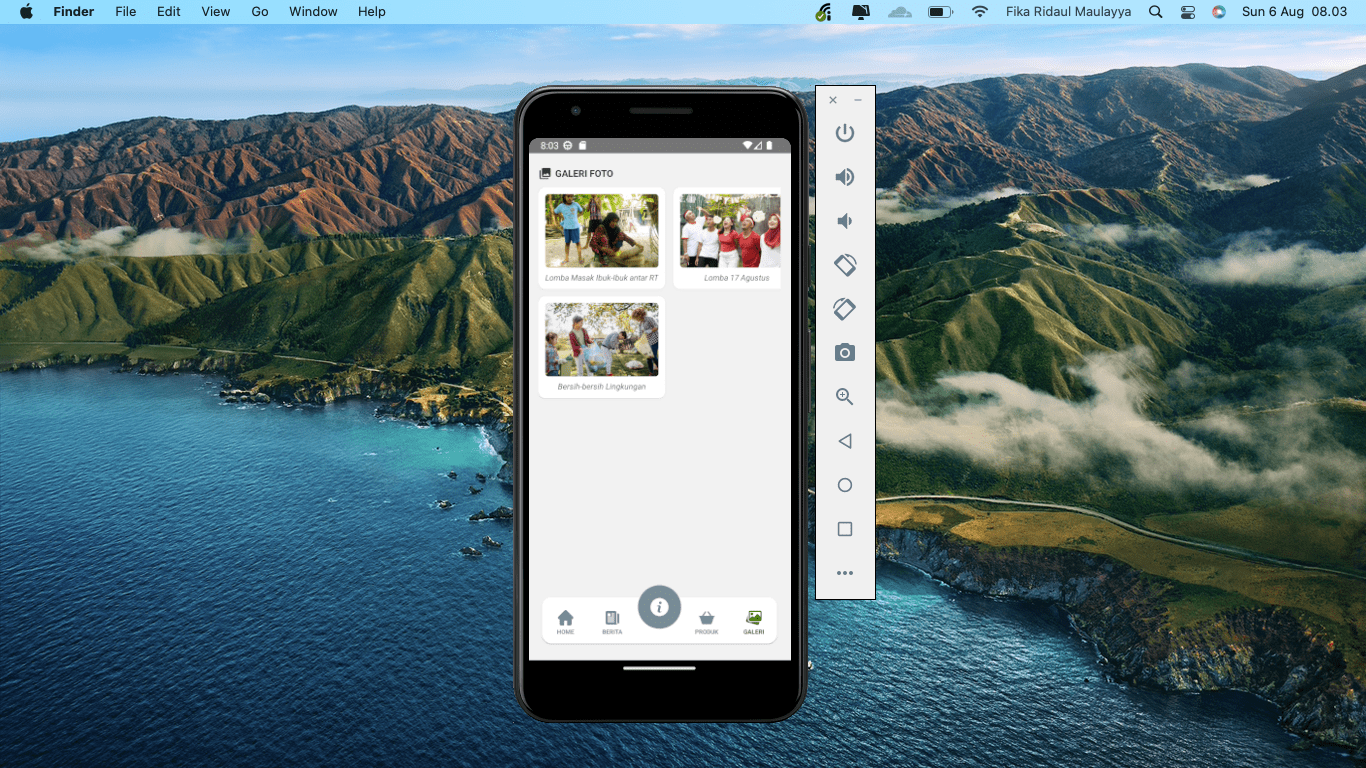 Finder File Edit View Go Window Help Fika Ridaul Maulayya Sun 6 Aug 08.03
8:03
GALERI FOTO
Lomba Masak Ibuk-Ibuk antar RT Lomba 17 Agustus
Bersih-bersih Lingkungan
HOME BERITA i PRODUK GALERI